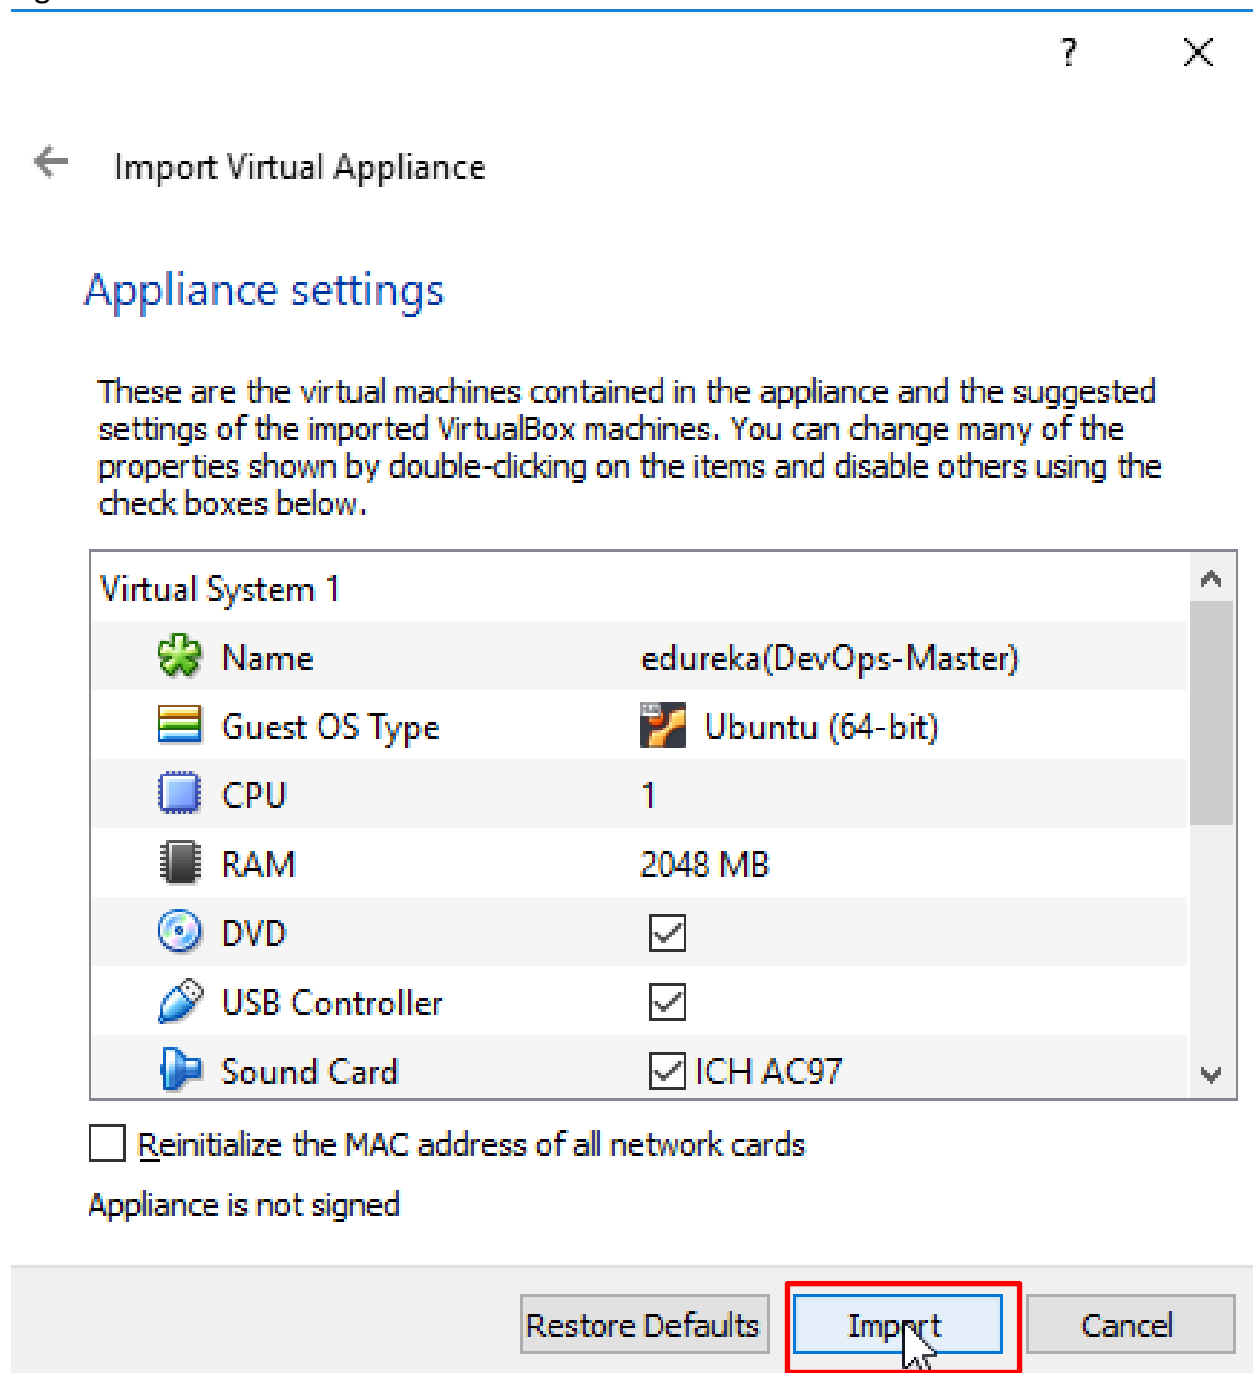 Import Virtual Appliance
Appliance settings
These are the virtual machines contained in the appliance and the suggested
settings of the imported VirtualBox machines. You can change many of the
properties shown by double-clicking on the items and disable others using the
check boxes below.
Virtual System 1
Name edureka(DevOps-Master)
Guest OS Type Ubuntu (64-bit)
CPU 1
RAM 2048 MB
DVD
USB Controller
Sound Card ICH AC97
Reinitialize the MAC address of all network cards
Appliance is not signed
Restore Defaults Import Cancel